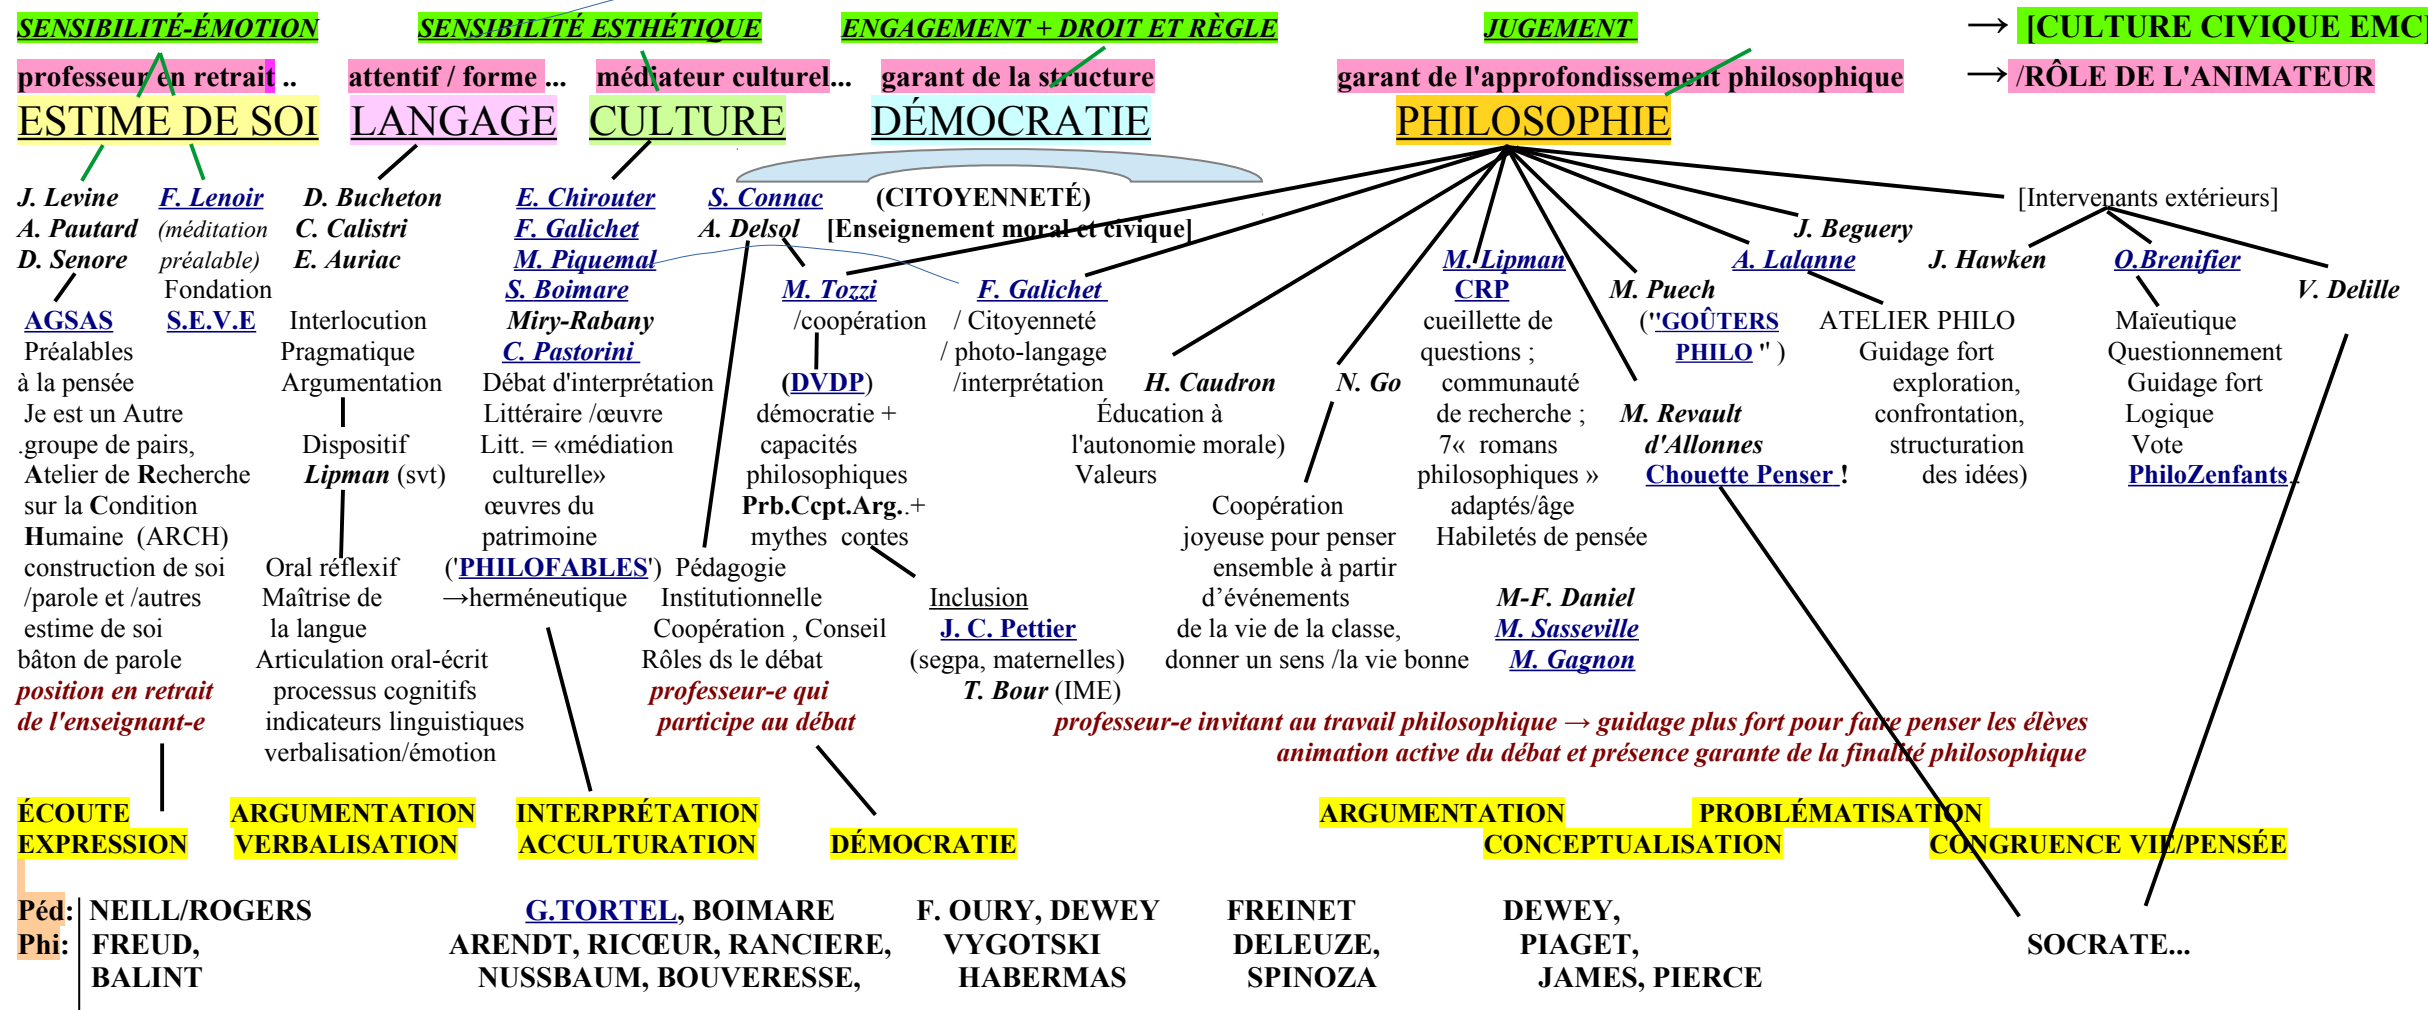 SENSIBILITÉ-ÉMOTION SENSIBILITÉ ESTHÉTIQUE ENGAGEMENT + DROIT ET RÈGLE JUGEMENT → [CULTURE CIVIQUE EMC]
professeur en retrait .. attentif / forme ... médiateur culturel... garant de la structure garant de l'approfondissement philosophique → /RÔLE DE L'ANIMATEUR
ESTIME DE SOI LANGAGE CULTURE DÉMOCRATIE PHILOSOPHIE
J. Levine
A. Pautard
D. Senore
AGSAS
Préalables
à la pensée
Je est un Autre
.groupe de pairs,
Atelier de Recherche
sur la Condition
Humaine (ARCH)
construction de soi
/parole et /autres
estime de soi
bâton de parole
position en retrait
de l'enseignant-e
F. Lenoir
(méditation
préalable)
Fondation
S.E.V.E
D. Bucheton
C. Calistri
E. Auriac
Interlocution
Pragmatique
Argumentation
Dispositif
Lipman (svt)
Oral réflexif
Maîtrise de
la langue
Articulation oral-écrit
processus cognitifs
indicateurs linguistiques
verbalisation/émotion
E. Chirouter
F. Galichet
M. Piquemal
S. Boimare
Miry-Rabany
C. Pastorini
Débat d'interprétation
Littéraire /œuvre
Litt. = «médiation
culturelle»
œuvres du
patrimoine
('PHILOFABLES')
→herméneutique
S. Connac (CITOYENNETÉ)
A. Delsol [Enseignement moral et civique]
Pédagogie
Institutionnelle
Coopération , Conseil
Rôles ds le débat
professeur-e qui
participe au débat
M. Tozzi
/coopération
(DVDP)
démocratie +
capacités
philosophiques
Prb.Ccpt.Arg..+
mythes contes
Inclusion
J. C. Pettier
(segpa, maternelles)
T. Bour (IME)
F. Galichet
/ Citoyenneté
/ photo-langage
/interprétation
H. Caudron
Éducation à
l'autonomie morale)
Valeurs
N. Go
Coopération
joyeuse pour penser
ensemble à partir
d'événements
de la vie de la classe,
donner un sens /la vie bonne
M. Lipman
CRP
cueillette de
questions ;
communauté
de recherche ;
7« romans
philosophiques »
adaptés/âge
Habiletés de pensée
M-F. Daniel
M. Sasseville
M. Gagnon
M. Puech
("GOÛTERS
PHILO " )
M. Revault
d'Allonnes
Chouette Penser !
J. Beguery
A. Lalanne
ATELIER PHILO
Guidage fort
exploration,
confrontation,
structuration
des idées)
[Intervenants extérieurs]
J. Hawken
O.Brenifier
Maïeutique
Questionnement
Guidage fort
Logique
Vote
PhiloZenfants..
V. Delille
professeur-e invitant au travail philosophique → guidage plus fort pour faire penser les élèves
animation active du débat et présence garante de la finalité philosophique
ÉCOUTE ARGUMENTATION INTERPRÉTATION ARGUMENTATION PROBLÉMATISATION
EXPRESSION VERBALISATION ACCULTURATION DÉMOCRATIE CONCEPTUALISATION CONGRUENCE VIE/PENSÉE
Péd: NEILL/ROGERS G.TORTEL, BOIMARE F. OURY, DEWEY FREINET DEWEY,
Phi: FREUD, ARENDT, RICŒUR, RANCIERE, VYGOTSKI DELEUZE, PIAGET, SOCRATE...
BALINT NUSSBAUM, BOUVERESSE, HABERMAS SPINOZA JAMES, PIERCE